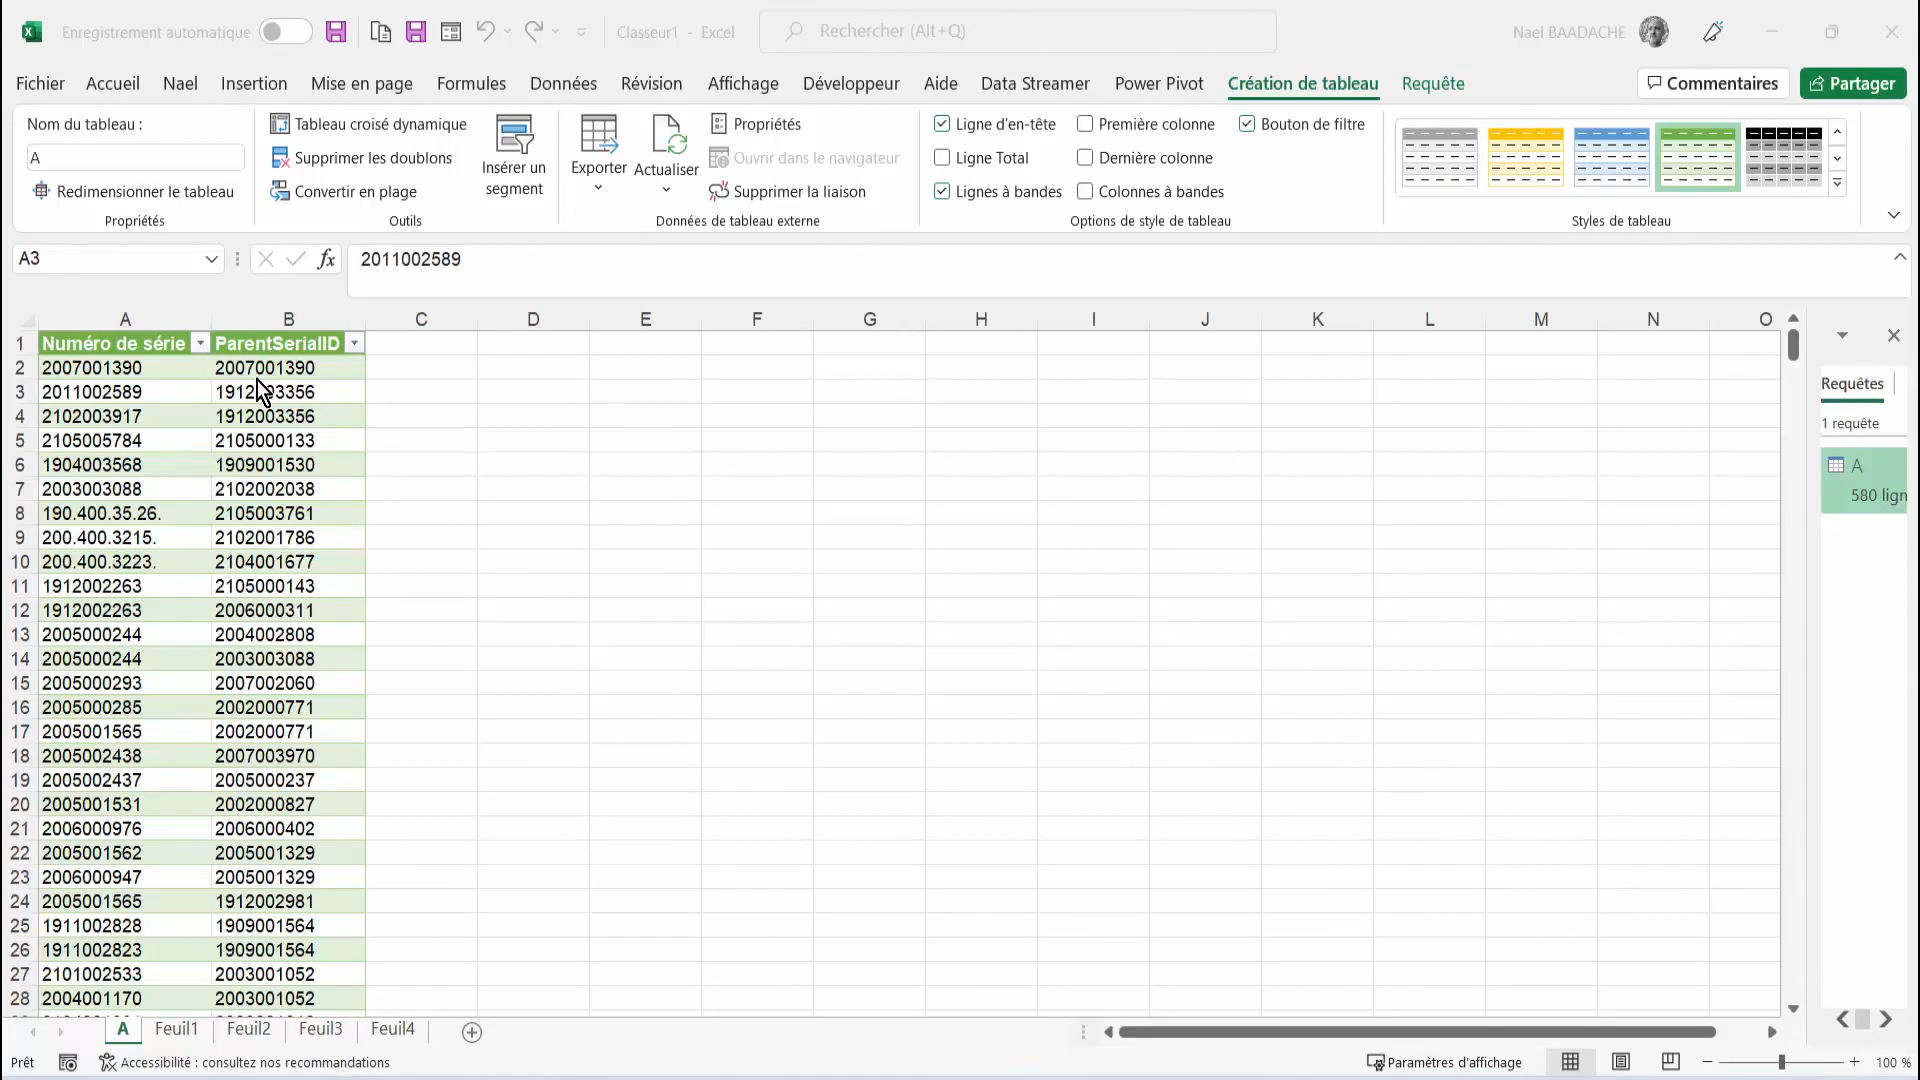 Enregistrement automatique Classeur1 - Excel Rechercher (Alt+Q) Nael BAADACHE
Fichier Accueil Nael Insertion Mise en page Formules Données Révision Affichage Développeur Aide Data Streamer Power Pivot Création de tableau Requête Commentaires Partager
Nom du tableau :
A
Redimensionner le tableau
Propriétés
Tableau croisé dynamique
Supprimer les doublons
Convertir en plage
Insérer un
segment
Outils
Exporter
Actualiser
Propriétés
Ouvrir dans le navigateur
Supprimer la liaison
Données de tableau externe
Ligne d'en-tête Première colonne Bouton de filtre
Ligne Total Dernière colonne
Lignes à bandes Colonnes à bandes
Options de style de tableau
Styles de tableau
A3 fx 2011002589
A B C D E F G H I J K L M N O
1 Numéro de série ParentSerialID
2 2007001390 2007001390
3 2011002589 1912003356
4 2102003917 1912003356
5 2105005784 2105000133
6 1904003568 1909001530
7 2003003088 2102002038
8 190.400.35.26. 2105003761
9 200.400.3215. 2102001786
10 200.400.3223. 2104001677
11 1912002263 2105000143
12 1912002263 2006000311
13 2005000244 2004002808
14 2005000244 2003003088
15 2005000293 2007002060
16 2005000285 2002000771
17 2005001565 2002000771
18 2005002438 2007003970
19 2005002437 2005000237
20 2005001531 2002000827
21 2006000976 2006000402
22 2005001562 2005001329
23 2006000947 2005001329
24 2005001565 1912002981
25 1911002828 1909001564
26 1911002823 1909001564
27 2101002533 2003001052
28 2004001170 2003001052
Requêtes
1 requête
A
580 lign
A Feuil1 Feuil2 Feuil3 Feuil4
Prêt Accessibilité : consultez nos recommandations Paramètres d'affichage 100 %